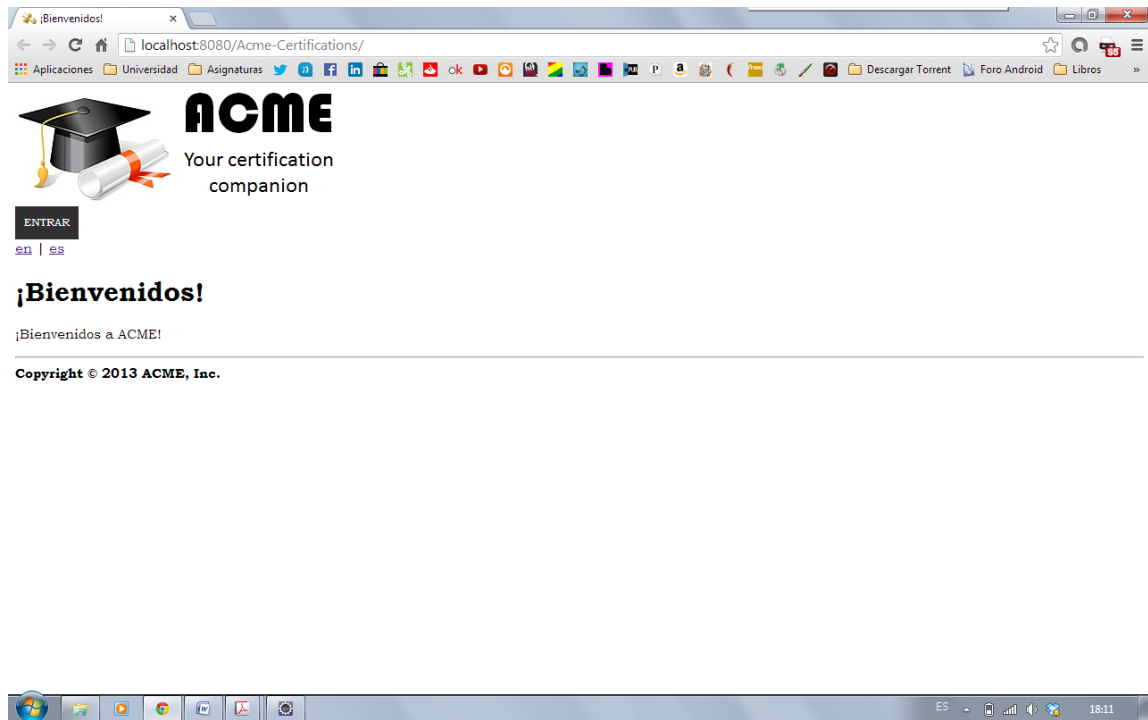 ¡Bienvenidos!
localhost:8080/Acme-Certifications/
Aplicaciones Universidad Asignaturas ok Descargar Torrent Foro Android Libros »
ACME
Your certification
companion
ENTRAR
en | es
¡Bienvenidos!
¡Bienvenidos a ACME!
Copyright © 2013 ACME, Inc.
ES 18:11